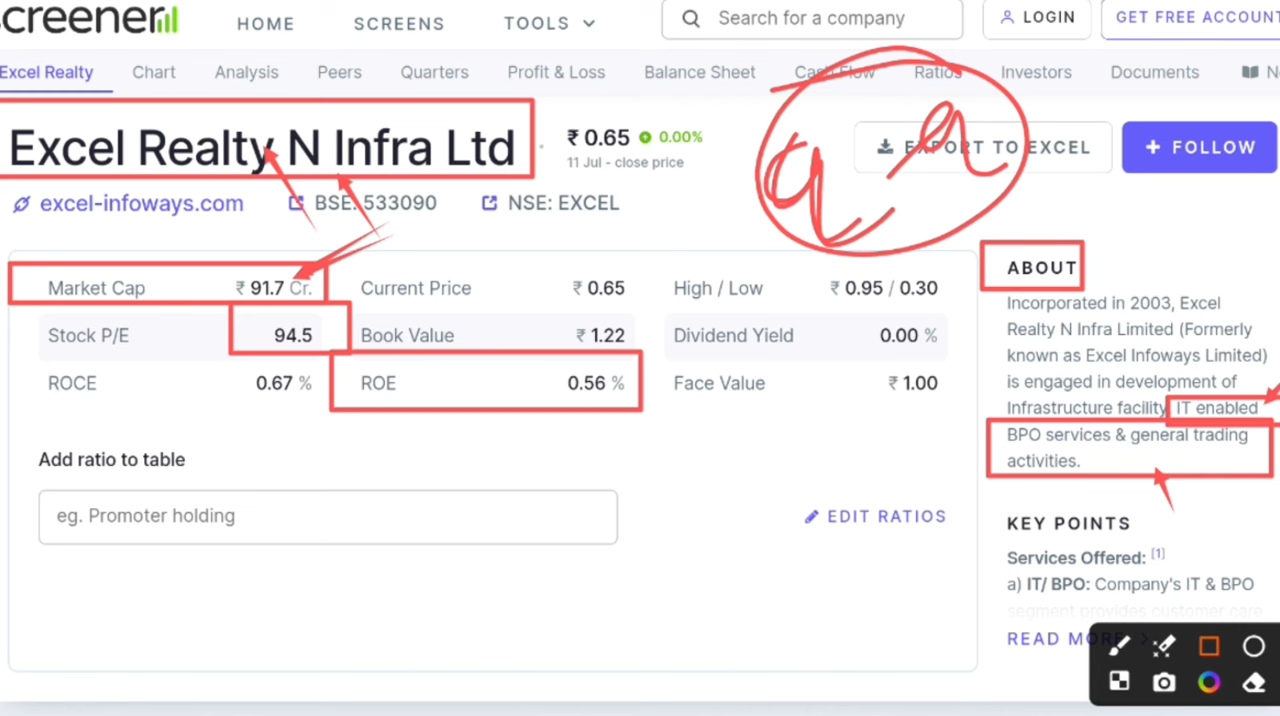 screener
HOME SCREENS TOOLS
Search for a company
LOGIN
GET FREE ACCOUNT
Excel Realty Chart Analysis Peers Quarters Profit & Loss Balance Sheet Cash Flow Ratios Investors Documents
Excel Realty N Infra Ltd
₹ 0.65 0.00%
11 Jul - close price
EXPORT TO EXCEL
+ FOLLOW
excel-infoways.com BSE: 533090 NSE: EXCEL
Market Cap ₹ 91.7 Cr.
Current Price ₹ 0.65
High / Low ₹ 0.95 / 0.30
Stock P/E 94.5
Book Value ₹ 1.22
Dividend Yield 0.00 %
ROCE 0.67 %
ROE 0.56 %
Face Value ₹ 1.00
Add ratio to table
eg. Promoter holding
EDIT RATIOS
ABOUT
Incorporated in 2003, Excel
Realty N Infra Limited (Formerly
known as Excel Infoways Limited)
is engaged in development of
Infrastructure facility, IT enabled
BPO services & general trading
activities.
KEY POINTS
Services Offered: [1]
a) IT/ BPO: Company's IT & BPO
segment provides customer care
READ MORE